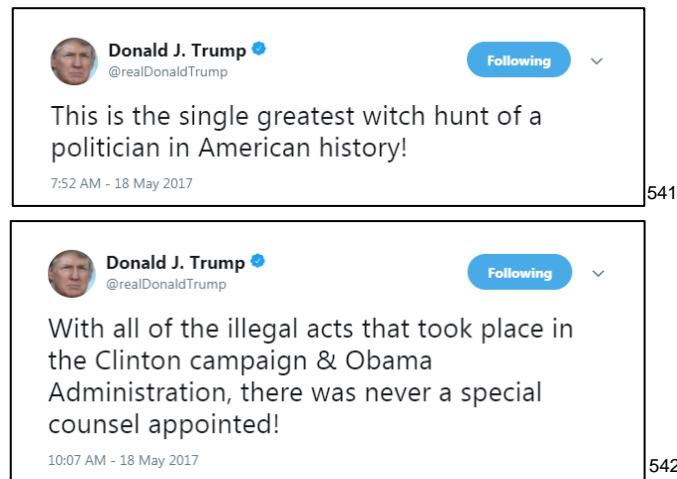 Donald J. Trump
@realDonaldTrump
Following
This is the single greatest witch hunt of a
politician in American history!
7:52 AM - 18 May 2017
541
Donald J. Trump
@realDonaldTrump
Following
With all of the illegal acts that took place in
the Clinton campaign & Obama
Administration, there was never a special
counsel appointed!
10:07 AM - 18 May 2017
542